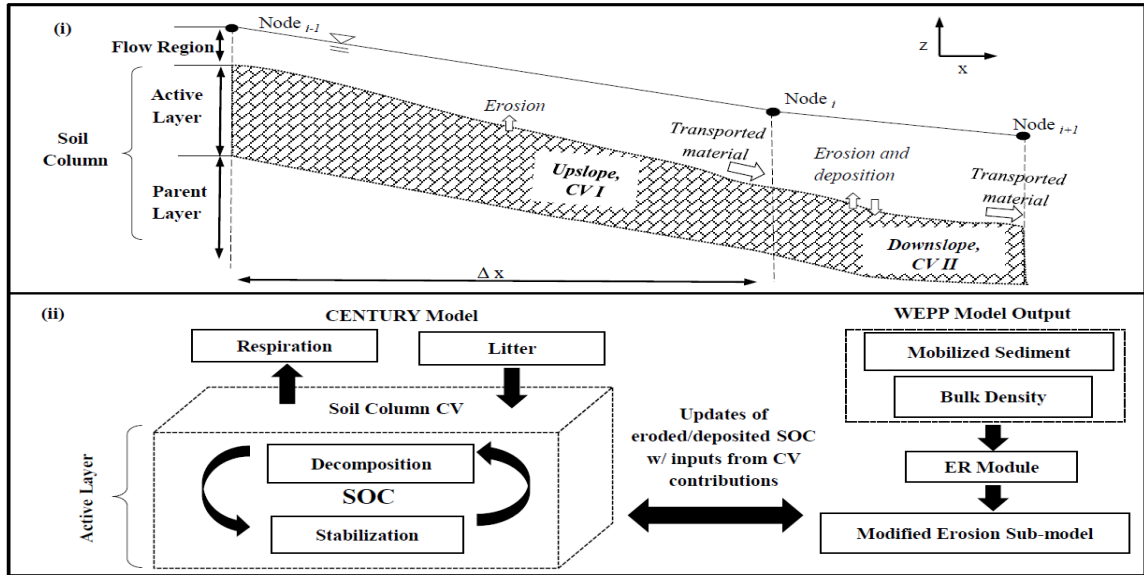 (i)
Node i-1
Flow Region
z
x
Active
Layer
Erosion
Node i
Node i+1
Soil
Column
Transported
material
Erosion and
deposition
Upslope,
CV I
Transported
material
Parent
Layer
Downslope,
CV II
Δ x
(ii)
CENTURY Model
WEPP Model Output
Respiration
Litter
Mobilized Sediment
Bulk Density
Soil Column CV
Updates of
eroded/deposited SOC
w/ inputs from CV
contributions
Active Layer
Decomposition
SOC
Stabilization
ER Module
Modified Erosion Sub-model